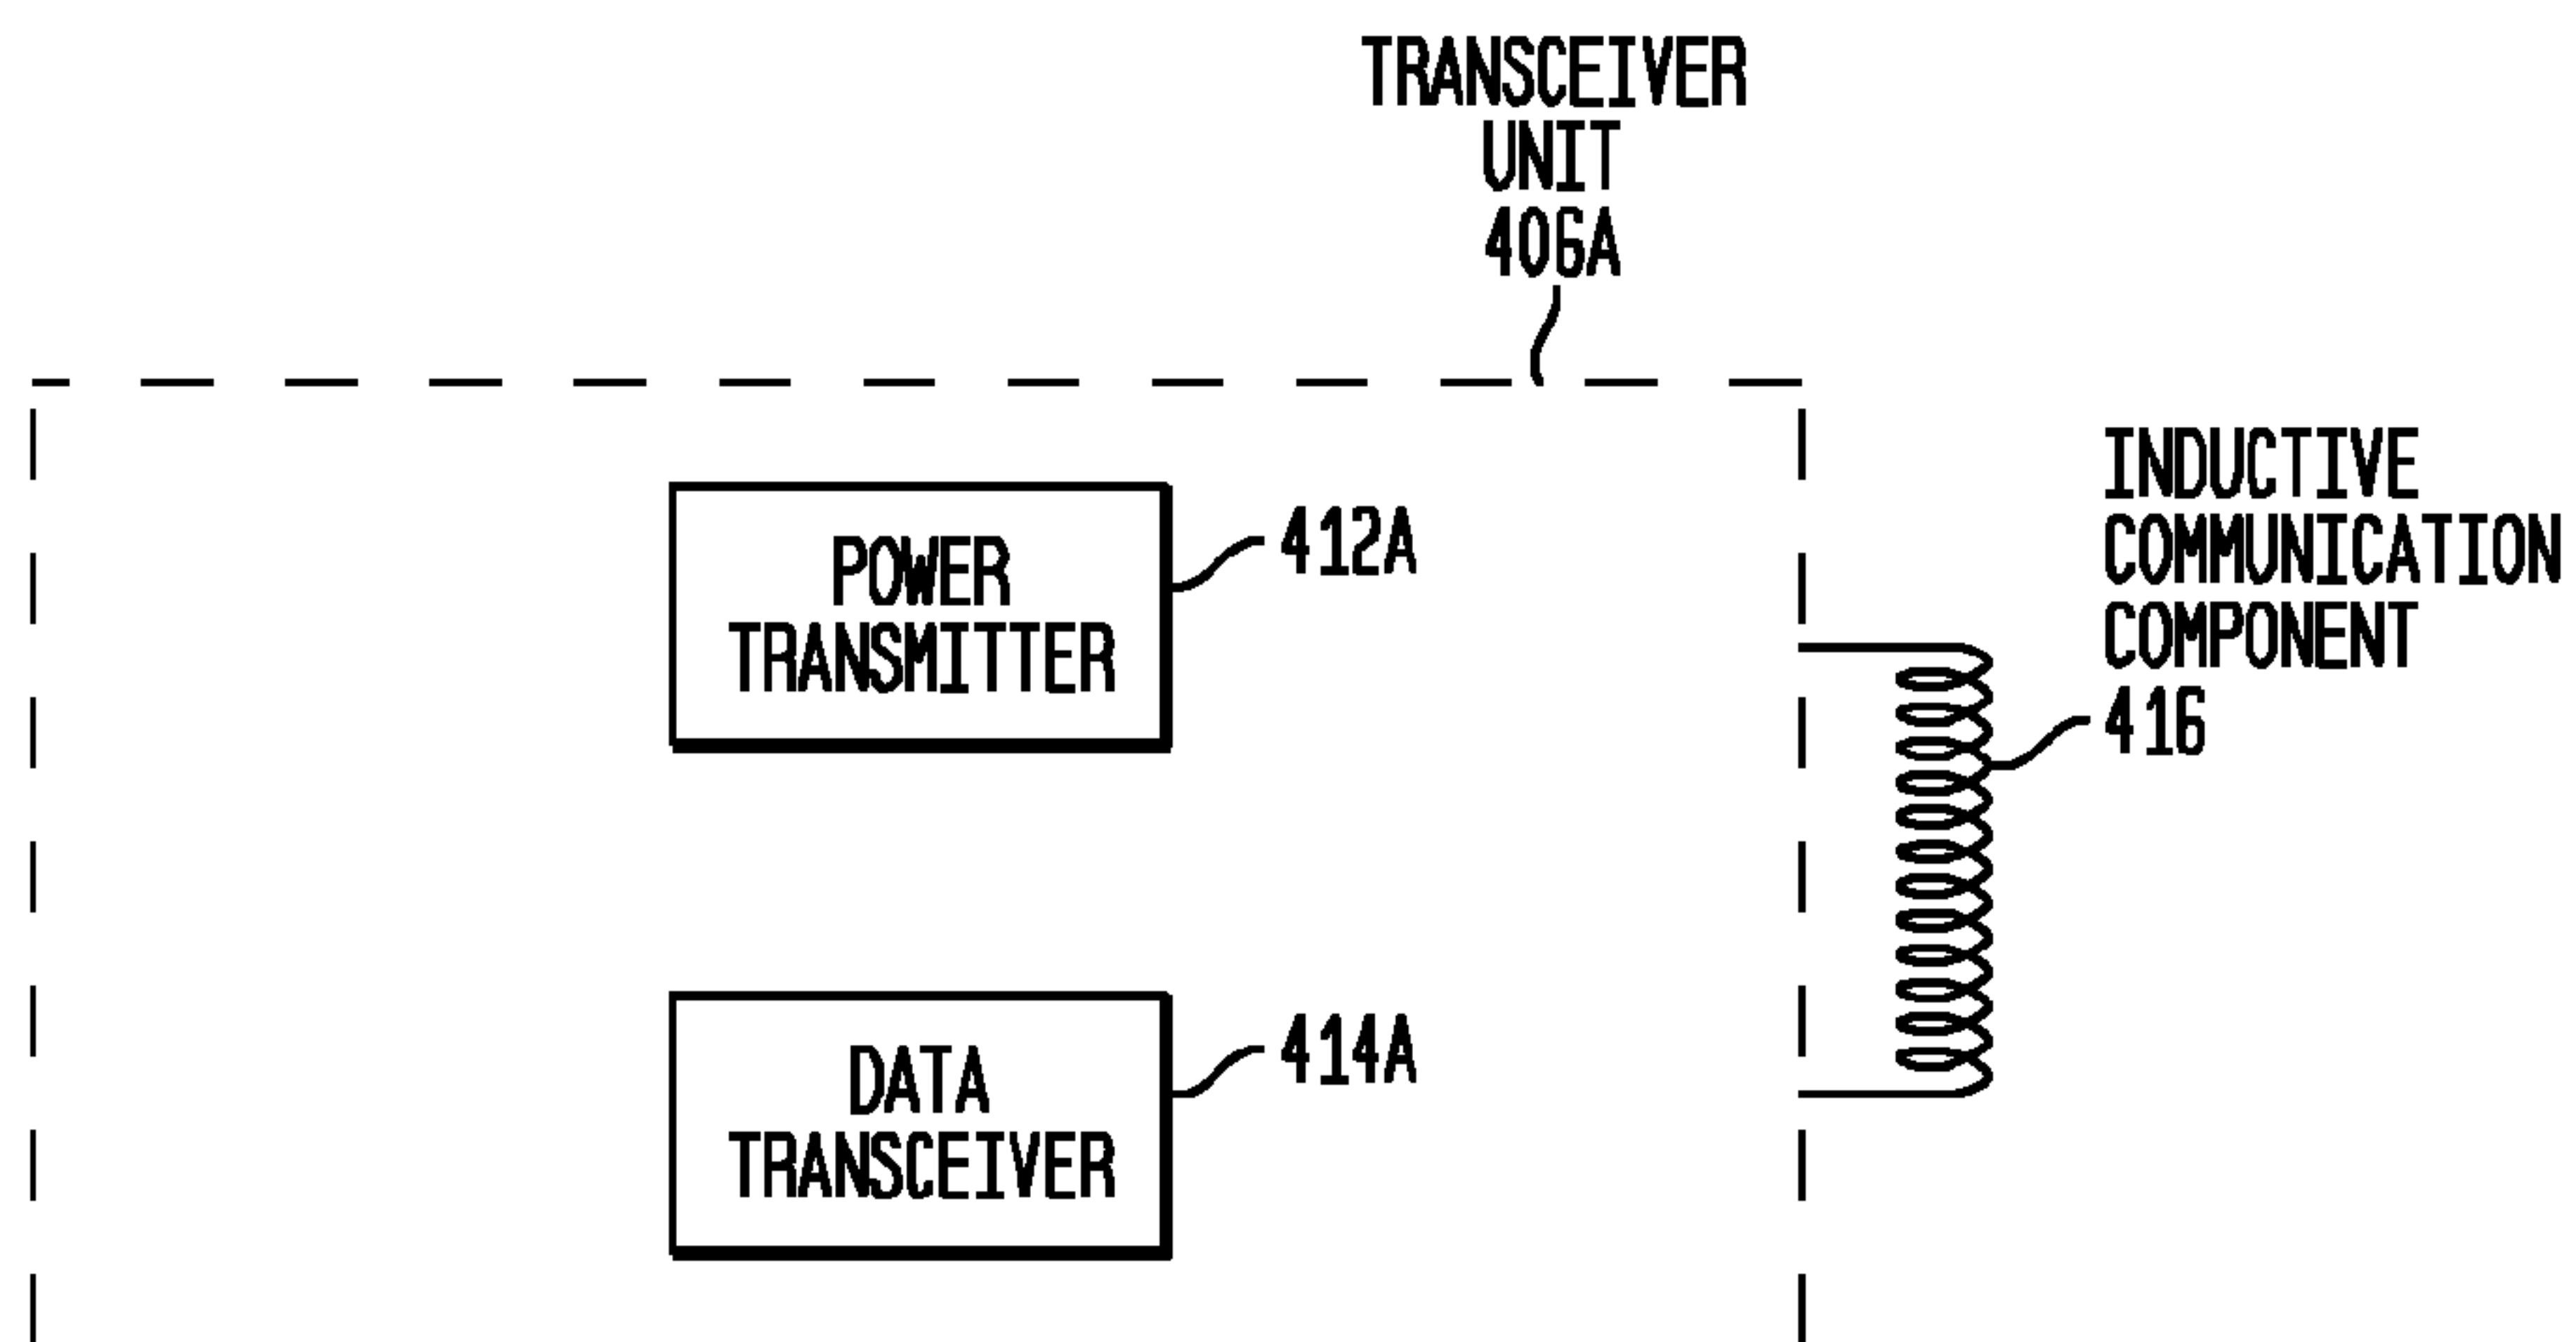 TRANSCEIVER
UNIT
406A
INDUCTIVE
COMMUNICATION
COMPONENT
416
POWER
TRANSMITTER
412A
DATA
TRANSCEIVER
414A